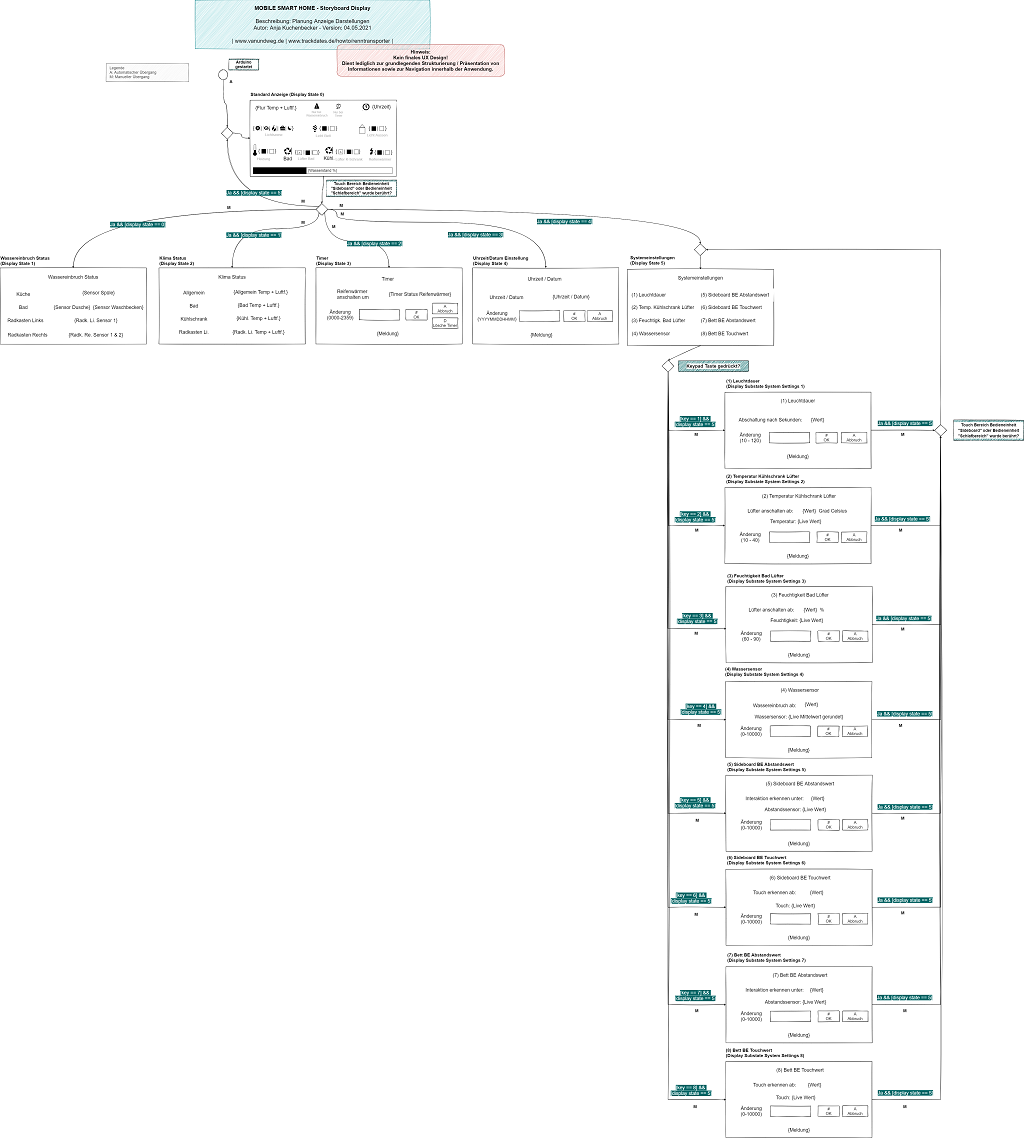 MOBILE SMART HOME - Storyboard Display
Beschreibung: Planung Anzeige Darstellungen
Autor: Anja Kuchenbecker - Version: 04.05.2021
| www.vanundweg.de | www.trackdates.de/howto/renntransporter |
Hinweis:
Kein finales UX Design!
Dient lediglich zur grundlegenden Strukturierung / Präsentation von
Informationen sowie zur Navigation innerhalb der Anwendung.
Legende
A: Automatischer Übergang
M: Manueller Übergang
Arduino
gestartet
A
Standard Anzeige (Display State 0)
{Flur Temp + Luftf.}
{Uhrzeit}
Bad
Kühl.
{Wasserstand %}
Touch Bereich Bedieneinheit
"Sideboard" oder Bedieneinheit
"Schlafbereich" wurde berührt?
Ja && [display state == 5]
M
M
M
M
M
M
Ja && [display state == 0]
Ja && [display state == 1]
Ja && [display state == 2]
Ja && [display state == 3]
Ja && [display state == 4]
Wassereinbruch Status
(Display State 1)
Wassereinbruch Status
Küche
{Sensor Spüle}
Bad
{Sensor Dusche} {Sensor Waschbecken}
Radkasten Links
{Radk. Li. Sensor 1}
Radkasten Rechts
{Radk. Re. Sensor 1 & 2}
Klima Status
(Display State 2)
Klima Status
Allgemein
{Allgemein Temp + Luftf.}
Bad
{Bad Temp + Luftf.}
Kühlschrank
{Kühl. Temp + Luftf.}
Radkasten Li.
{Radk. Li. Temp + Luftf.}
Timer
(Display State 3)
Timer
Reifenwärmer
anschalten um
{Timer Status Reifenwärmer}
Änderung
(0000-2359)
#
OK
A
Abbruch
D
Lösche Timer
{Meldung}
Uhrzeit/Datum Einstellung
(Display State 4)
Uhrzeit / Datum
Uhrzeit / Datum
{Uhrzeit / Datum}
Änderung
(YYYYMMDDHHMM)
#
OK
A
Abbruch
{Meldung}
Systemeinstellungen
(Display State 5)
Systemeinstellungen
(1) Leuchtdauer
(5) Sideboard BE Abstandswert
(2) Temp. Kühlschrank Lüfter
(6) Sideboard BE Touchwert
(3) Feuchtigk. Bad Lüfter
(7) Bett BE Abstandswert
(4) Wassersensor
(8) Bett BE Touchwert
Keypad Taste gedrückt?
Touch Bereich Bedieneinheit
"Sideboard" oder Bedieneinheit
"Schlafbereich" wurde berührt?
(1) Leuchtdauer
(Display Substate System Settings 1)
(1) Leuchtdauer
Abschaltung nach Sekunden: {Wert}
Änderung
(10 - 120)
#
OK
A
Abbruch
{Meldung}
[key == 1] &&
[display state == 5]
M
Ja && [display state == 5]
M
(2) Temperatur Kühlschrank Lüfter
(Display Substate System Settings 2)
(2) Temperatur Kühlschrank Lüfter
Lüfter anschalten ab: {Wert} Grad Celsius
Temperatur: {Live Wert}
Änderung
(10 - 40)
#
OK
A
Abbruch
{Meldung}
[key == 2] &&
[display state == 5]
M
Ja && [display state == 5]
M
(3) Feuchtigkeit Bad Lüfter
(Display Substate System Settings 3)
(3) Feuchtigkeit Bad Lüfter
Lüfter anschalten ab: {Wert} %
Feuchtigkeit: {Live Wert}
Änderung
(60 - 90)
#
OK
A
Abbruch
{Meldung}
[key == 3] &&
[display state == 5]
M
Ja && [display state == 5]
M
(4) Wassersensor
(Display Substate System Settings 4)
(4) Wassersensor
Wassereinbruch ab: {Wert}
Wassersensor: {Live Mittelwert gerundet}
Änderung
(0-10000)
#
OK
A
Abbruch
{Meldung}
[key == 4] &&
[display state == 5]
M
Ja && [display state == 5]
M
(5) Sideboard BE Abstandswert
(Display Substate System Settings 5)
(5) Sideboard BE Abstandswert
Interaktion erkennen unter: {Wert}
Abstandssensor: {Live Wert}
Änderung
(0-10000)
#
OK
A
Abbruch
{Meldung}
[key == 5] &&
[display state == 5]
M
Ja && [display state == 5]
M
(6) Sideboard BE Touchwert
(Display Substate System Settings 6)
(6) Sideboard BE Touchwert
Touch erkennen ab: {Wert}
Touch: {Live Wert}
Änderung
(0-10000)
#
OK
A
Abbruch
{Meldung}
[key == 6] &&
[display state == 5]
M
Ja && [display state == 5]
M
(7) Bett BE Abstandswert
(Display Substate System Settings 7)
(7) Bett BE Abstandswert
Interaktion erkennen unter: {Wert}
Abstandssensor: {Live Wert}
Änderung
(0-10000)
#
OK
A
Abbruch
{Meldung}
[key == 7] &&
[display state == 5]
M
Ja && [display state == 5]
M
(8) Bett BE Touchwert
(Display Substate System Settings 8)
(8) Bett BE Touchwert
Touch erkennen ab: {Wert}
Touch: {Live Wert}
Änderung
(0-10000)
#
OK
A
Abbruch
{Meldung}
[key == 8] &&
[display state == 5]
M
Ja && [display state == 5]
M